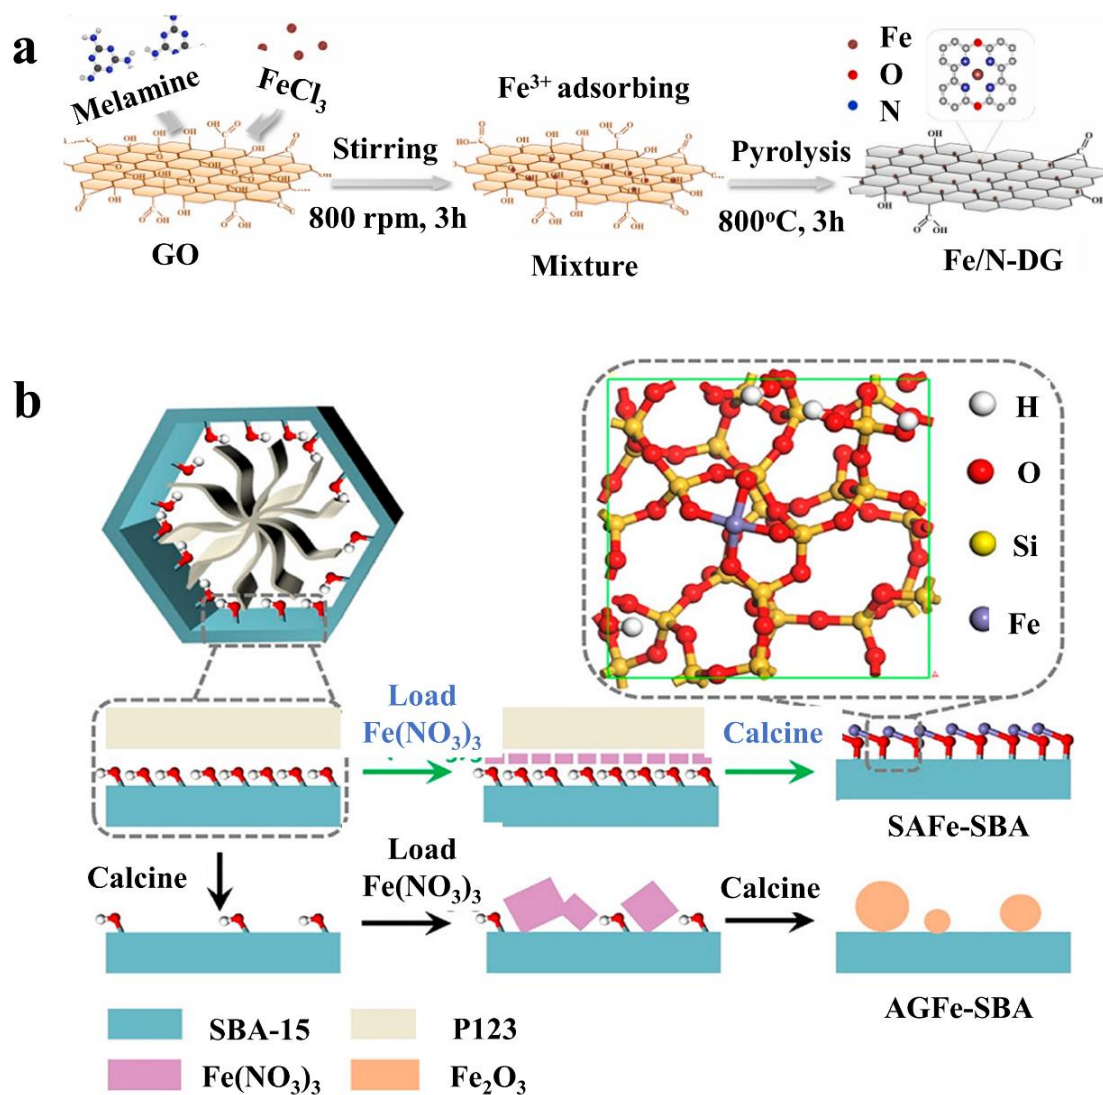 a
Melamine
FeCl3
Fe3+ adsorbing
Fe
O
N
Stirring
800 rpm, 3h
Pyrolysis
800oC, 3h
GO
Mixture
Fe/N-DG
b
H
O
Si
Fe
Load
Fe(NO3)3
Calcine
SAFe-SBA
Calcine
Load
Fe(NO3)3
Calcine
AGFe-SBA
SBA-15
P123
Fe(NO3)3
Fe2O3